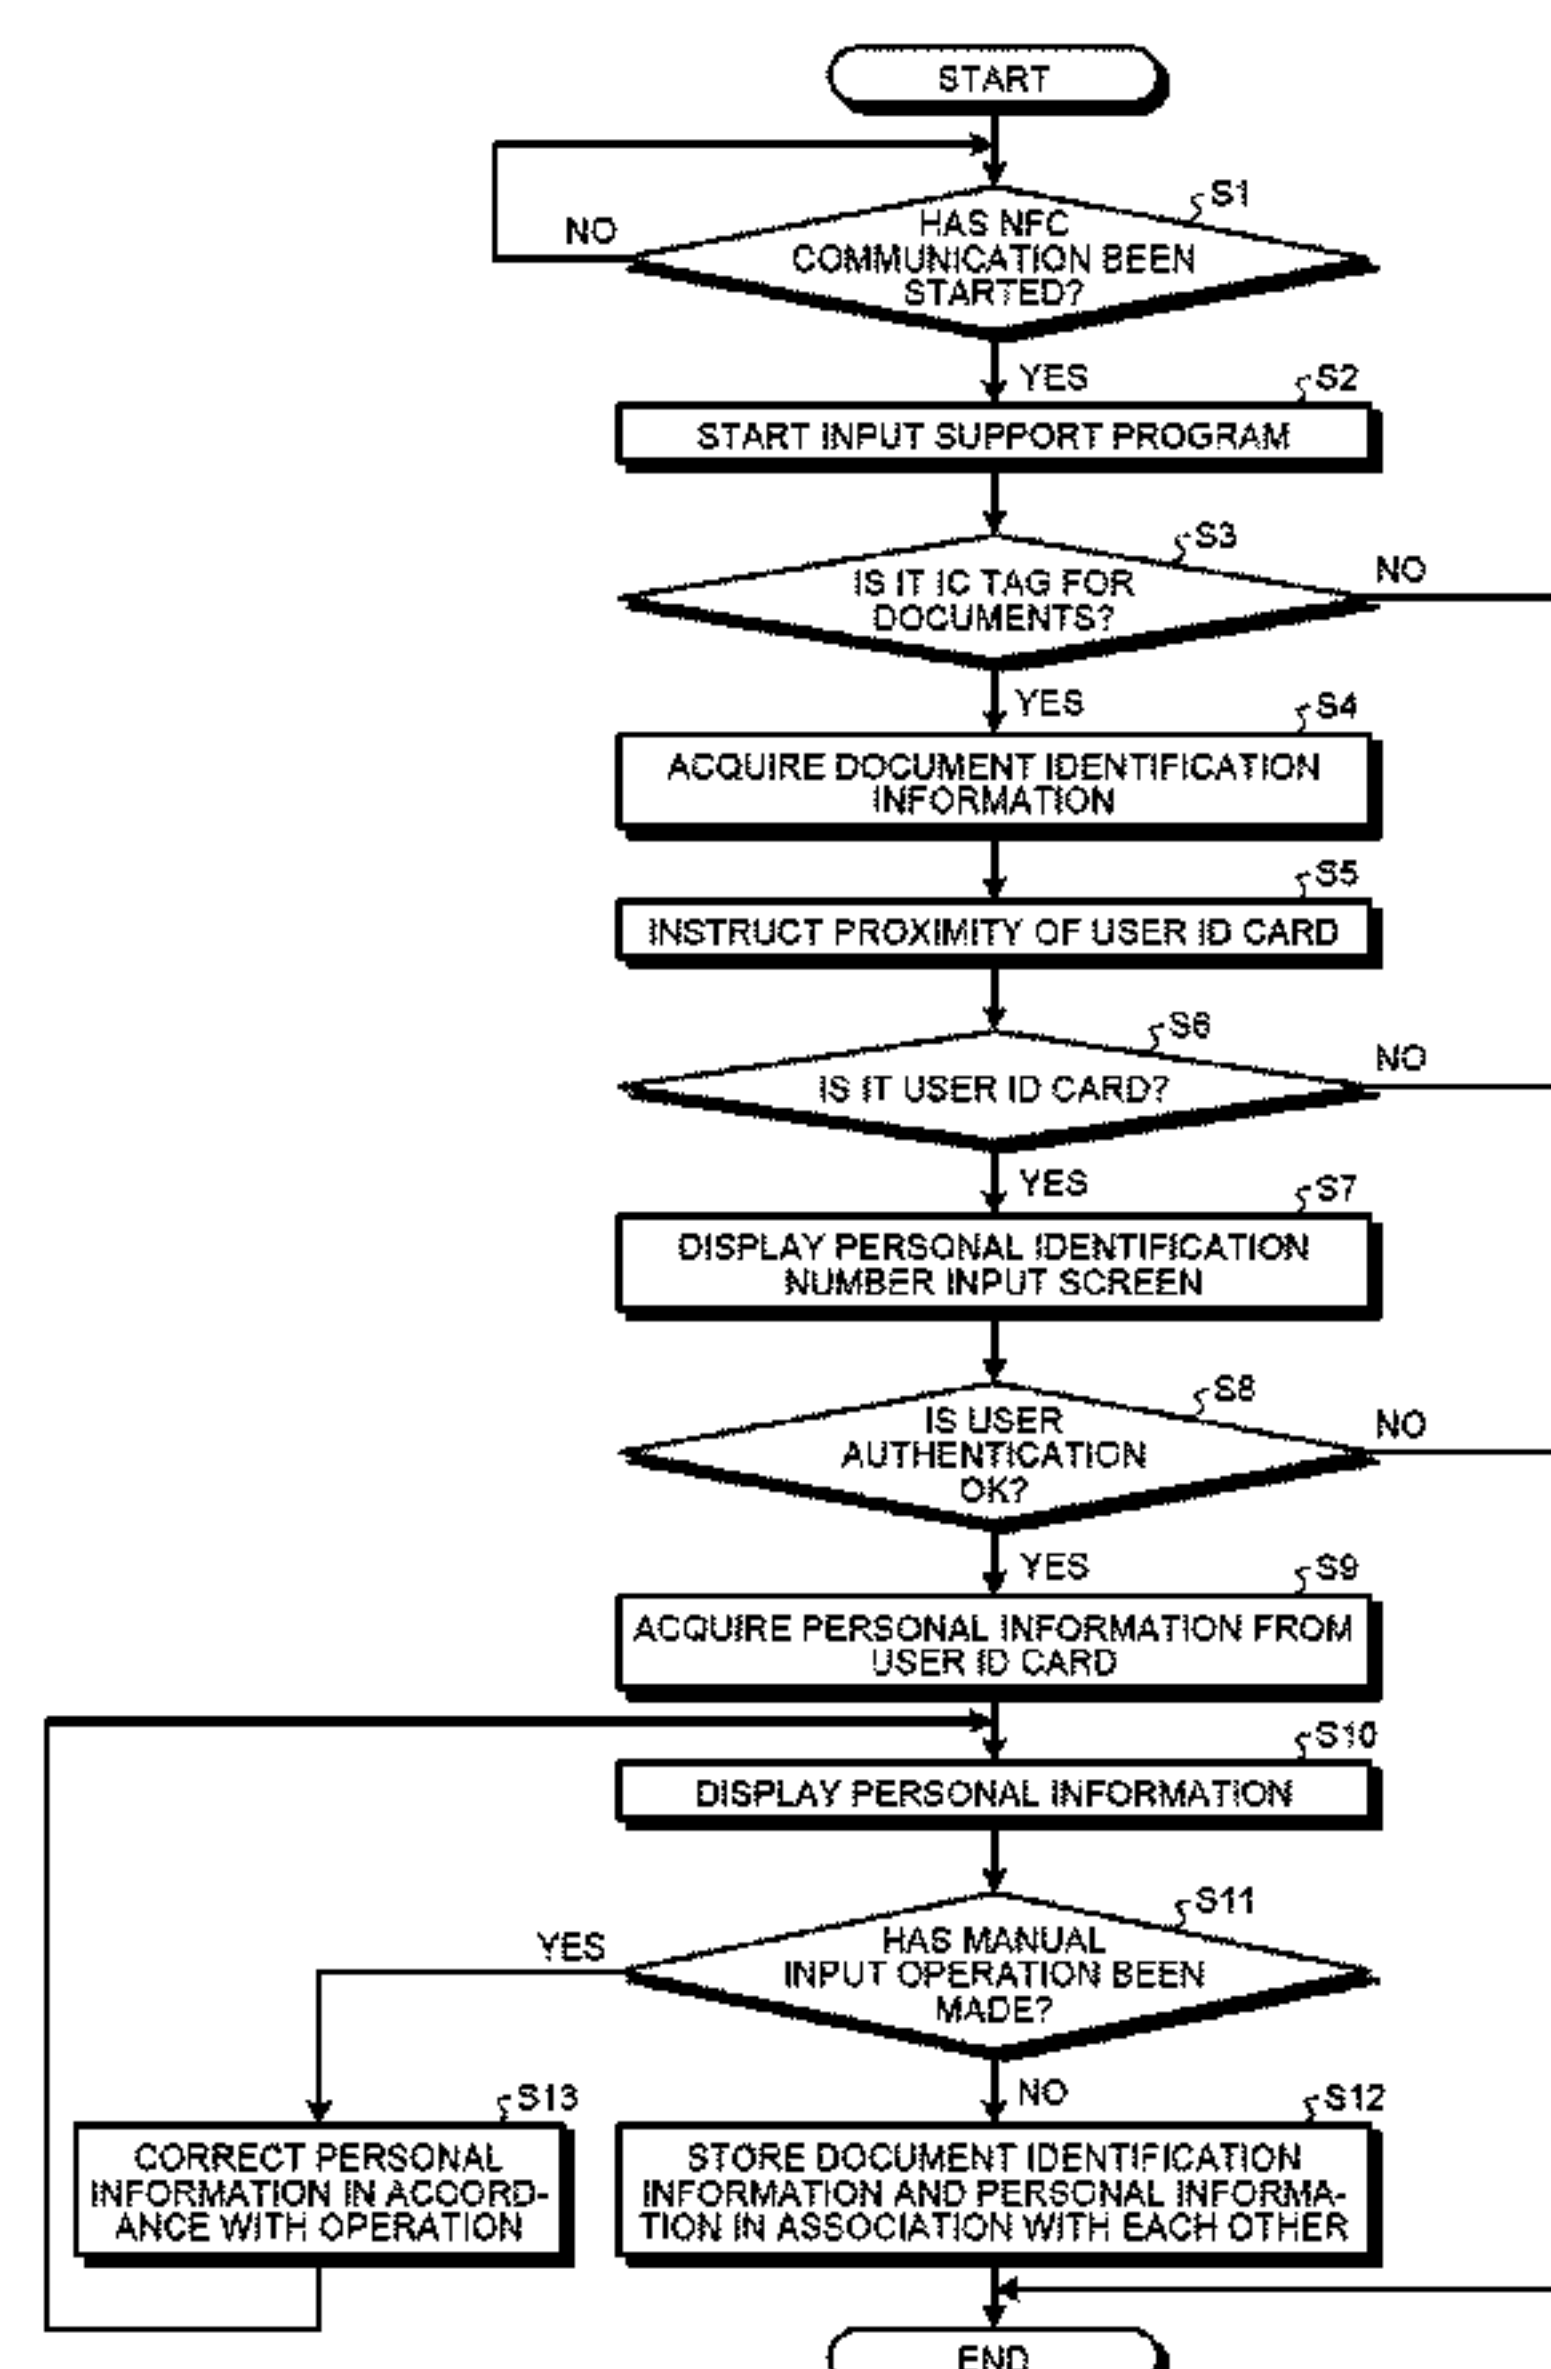 START
S1
HAS NFC
NO
COMMUNICATION BEEN
STARTED?
YES
S2
START INPUT SUPPORT PROGRAM
S3
NO
IS IT IC TAG FOR
DOCUMENTS?
YES
S4
ACQUIRE DOCUMENT IDENTIFICATION
INFORMATION
S5
INSTRUCT PROXIMITY OF USER ID CARD
S6
NO
IS IT USER ID CARD?
YES
S7
DISPLAY PERSONAL IDENTIFICATION
NUMBER INPUT SCREEN
S8
IS USER
NO
AUTHENTICATION
OK?
YES
S9
ACQUIRE PERSONAL INFORMATION FROM
USER ID CARD
S10
DISPLAY PERSONAL INFORMATION
S11
HAS MANUAL
YES
INPUT OPERATION BEEN
MADE?
NO
S13
S12
CORRECT PERSONAL
INFORMATION IN ACCORD-
ANCE WITH OPERATION
STORE DOCUMENT IDENTIFICATION
INFORMATION AND PERSONAL INFORMA-
TION IN ASSOCIATION WITH EACH OTHER
END